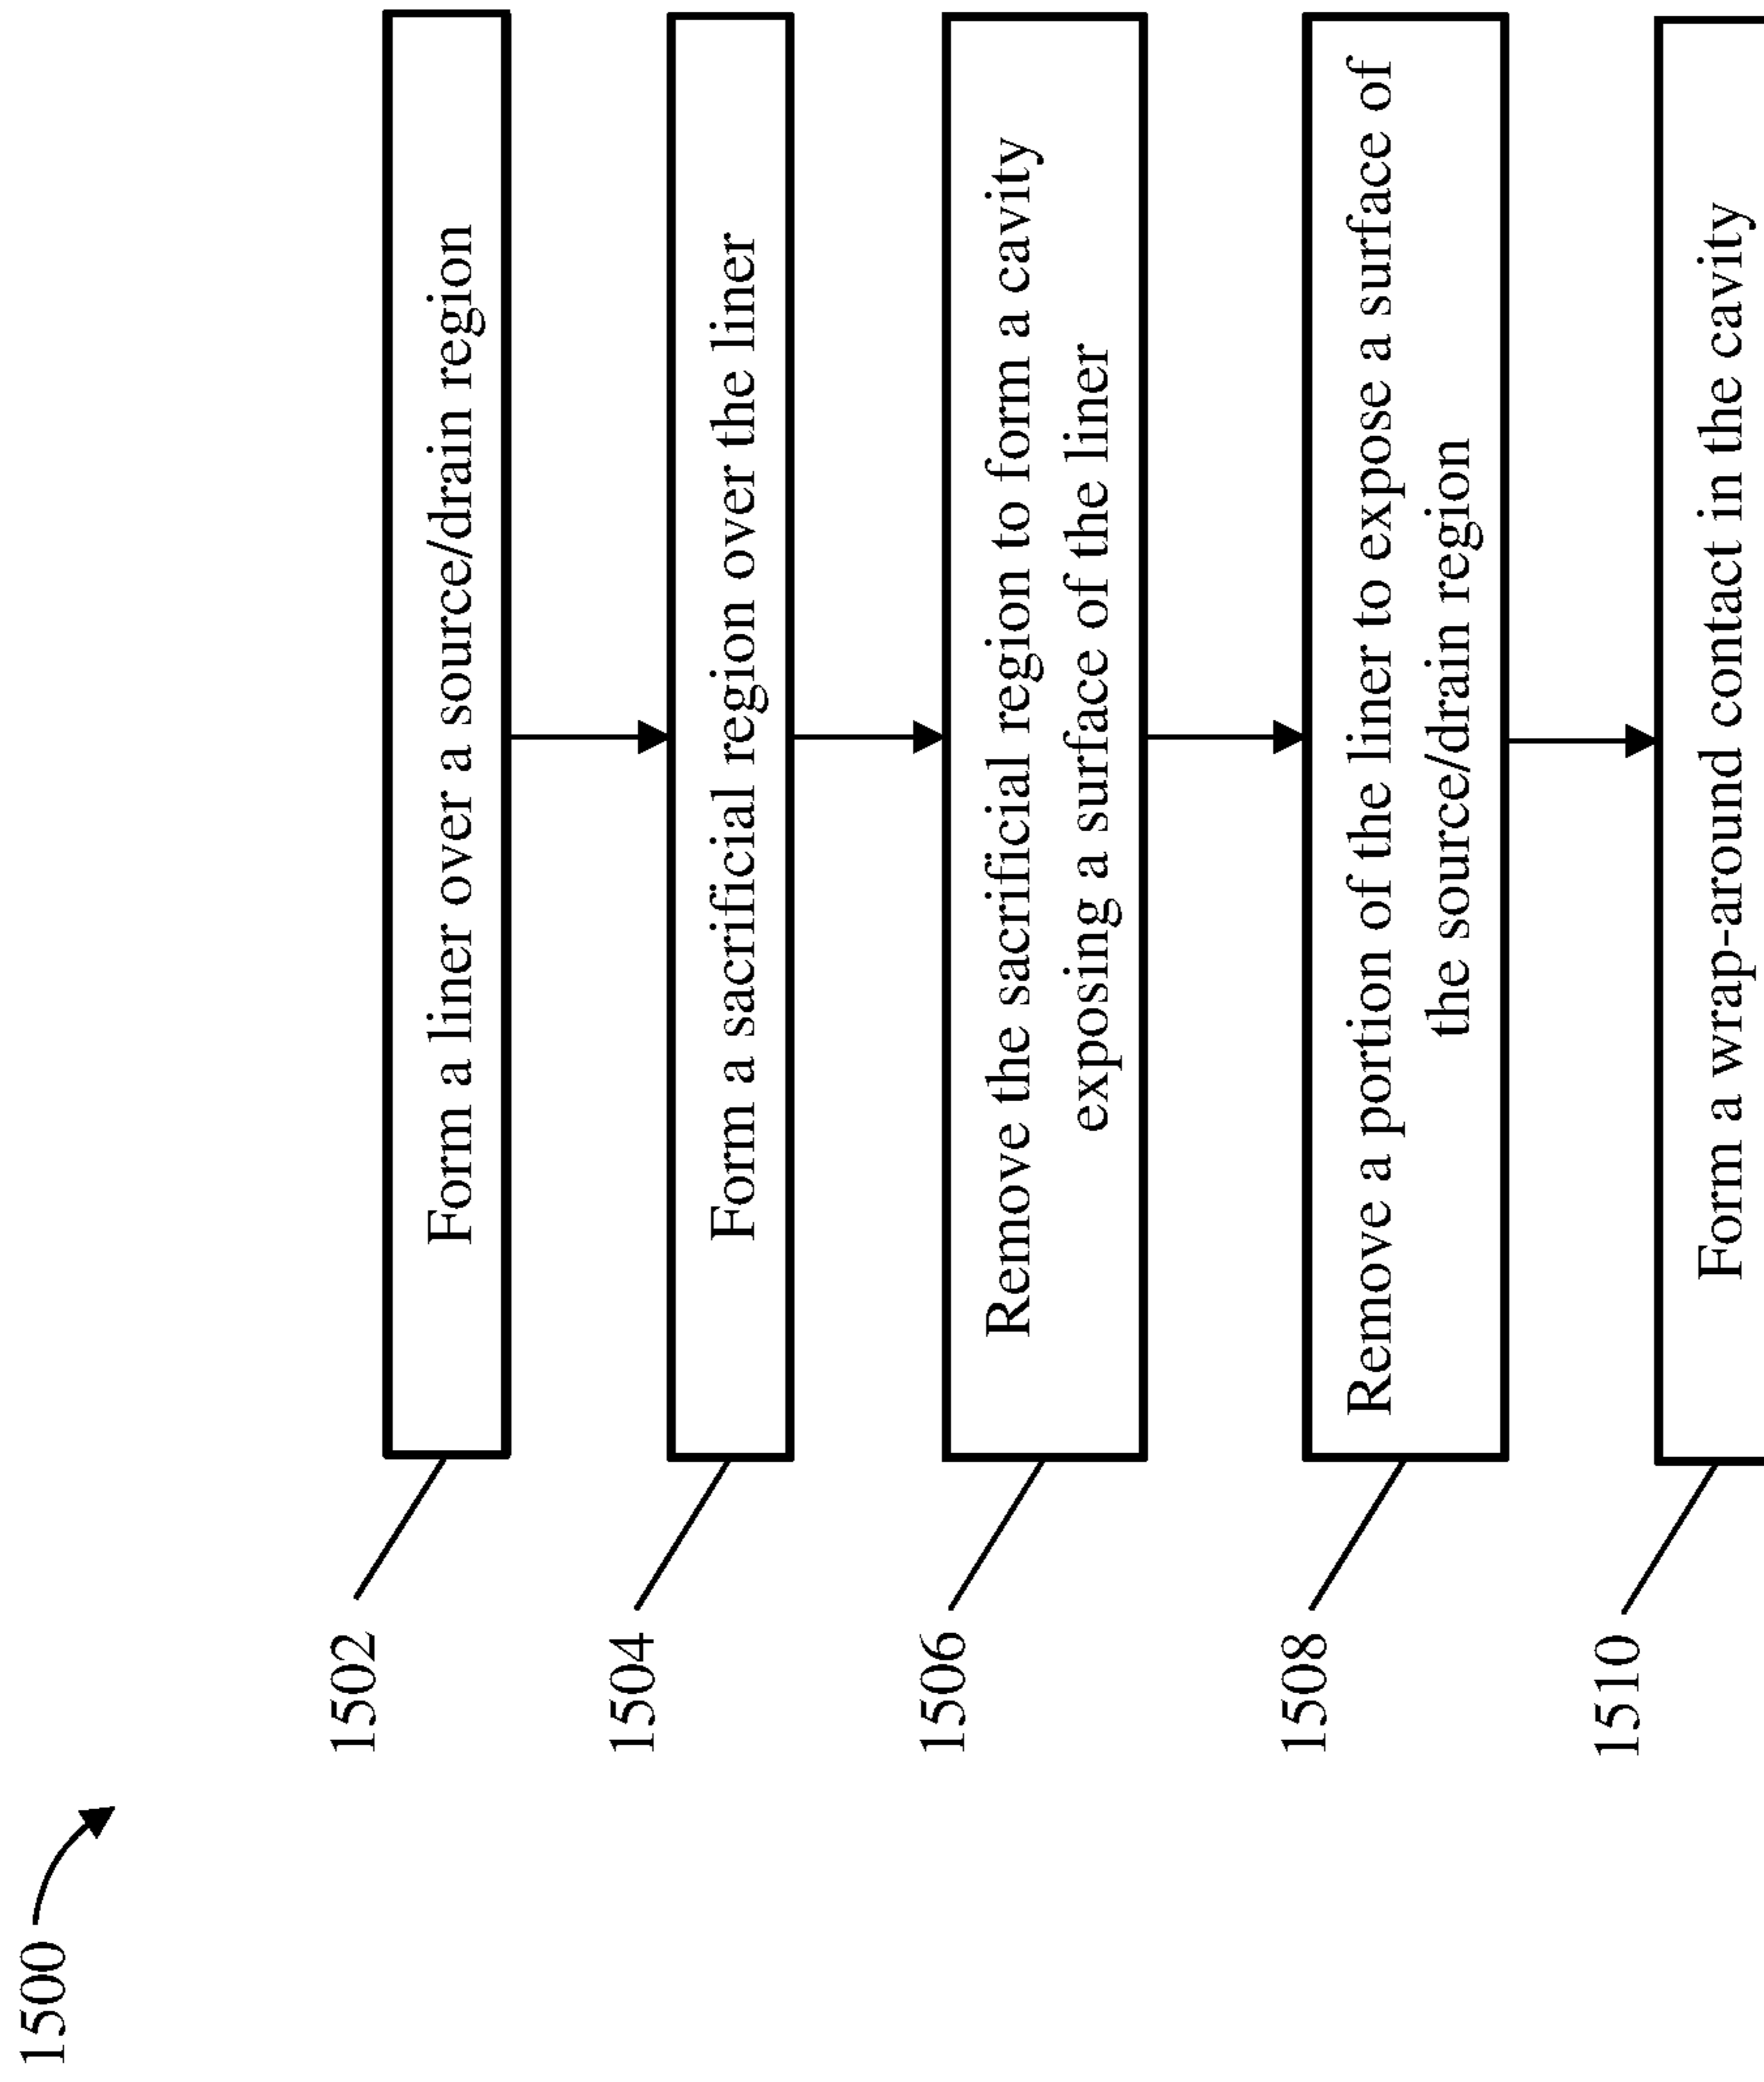 1500
1502
Form a liner over a source/drain region
1504
Form a sacrificial region over the liner
1506
Remove the sacrificial region to form a cavity
exposing a surface of the liner
1508
Remove a portion of the liner to expose a surface of
the source/drain region
1510
Form a wrap-around contact in the cavity